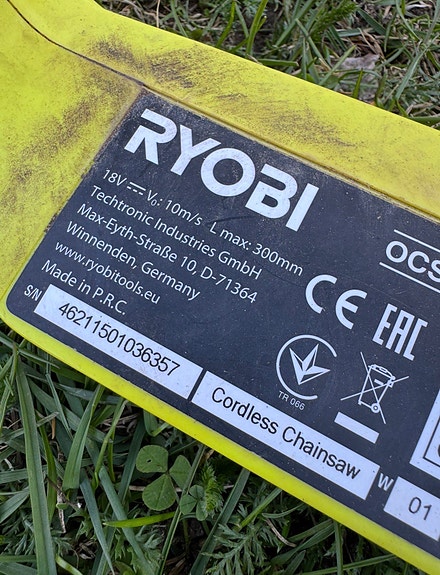 RYOBI
18V ⎓ V₀: 10m/s L max: 300mm
Techtronic Industries GmbH
Max-Eyth-Straße 10, D-71364
Winnenden, Germany
www.ryobitools.eu
Made in P.R.C.
OCS
CE EAC
TR 066
S/N 46211501036357
Cordless Chainsaw
W 01